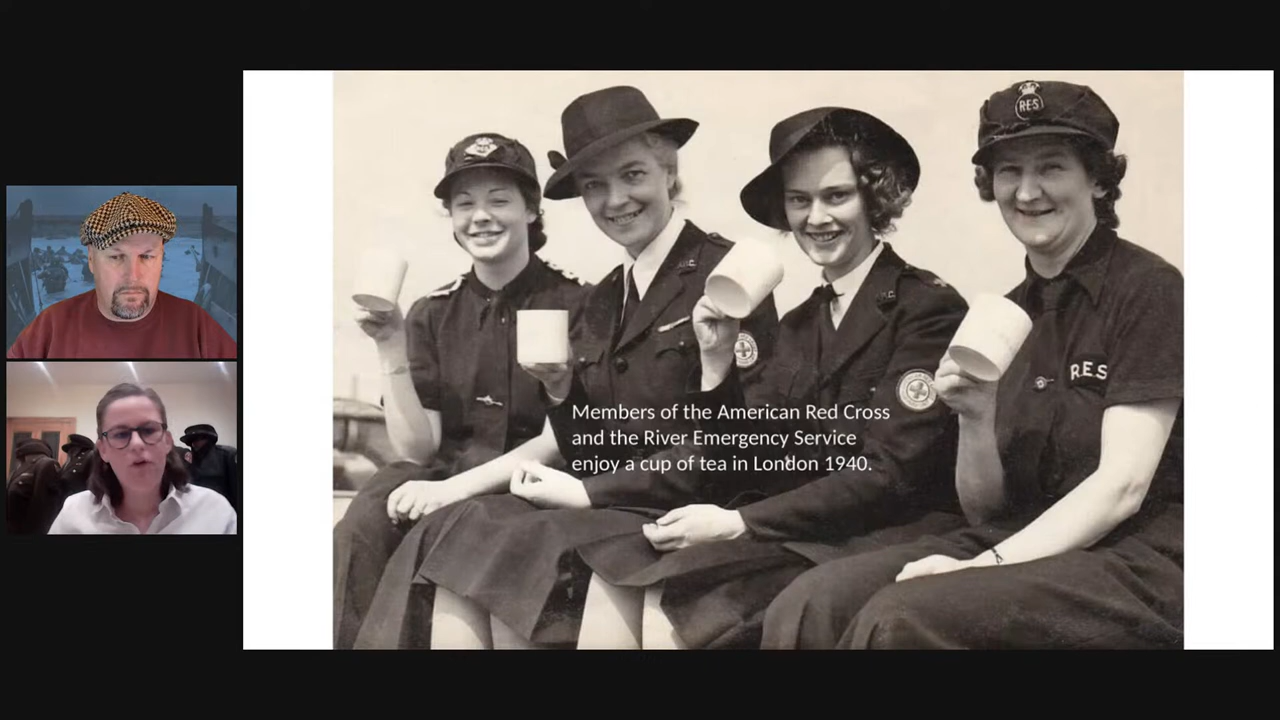 RES
Members of the American Red Cross
and the River Emergency Service
enjoy a cup of tea in London 1940.
RES